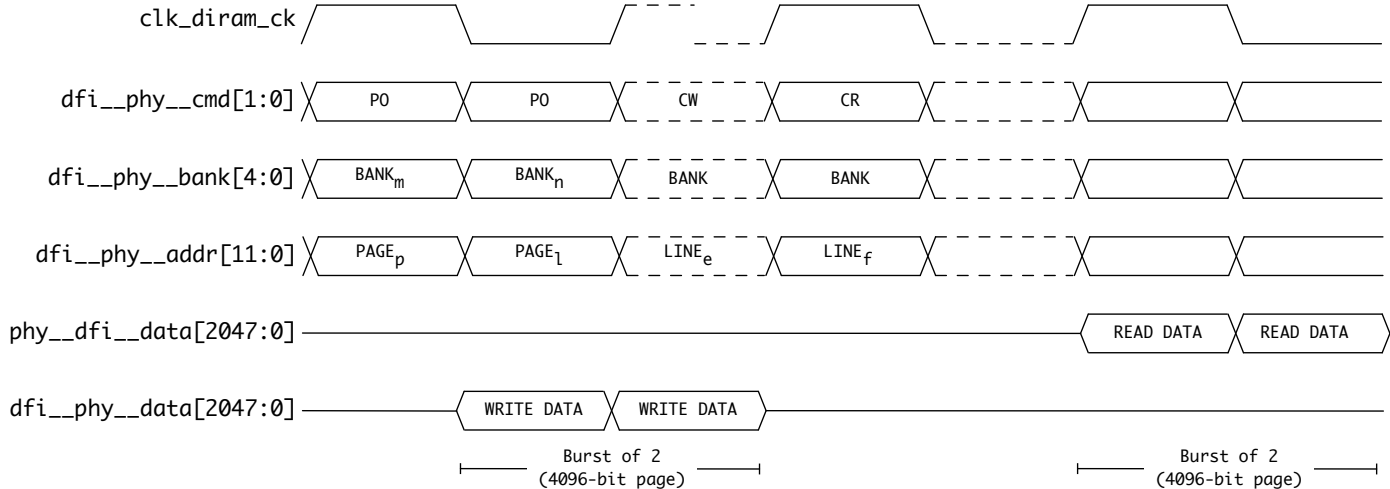 clk_diram_ck
dfi__phy__cmd[1:0] PO PO CW CR
dfi__phy__bank[4:0] BANKm BANKn BANK BANK
dfi__phy__addr[11:0] PAGEp PAGEl LINEe LINEf
phy__dfi__data[2047:0] READ DATA READ DATA
dfi__phy__data[2047:0] WRITE DATA WRITE DATA
Burst of 2 Burst of 2
(4096-bit page) (4096-bit page)